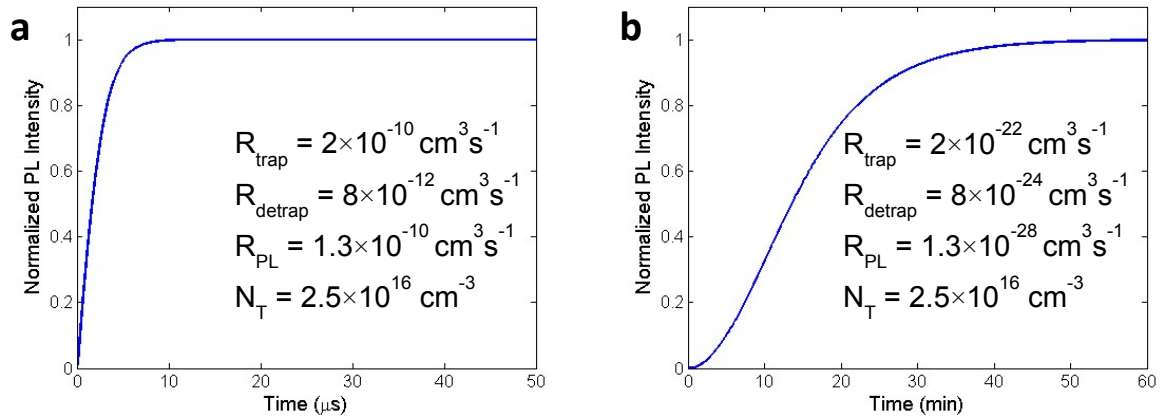 a
Normalized PL Intensity
1
0.8
0.6
0.4
0.2
0
0 10 20 30 40 50
Time (μs)
R_trap = 2×10^-10 cm^3s^-1
R_detrap = 8×10^-12 cm^3s^-1
R_PL = 1.3×10^-10 cm^3s^-1
N_T = 2.5×10^16 cm^-3
b
Normalized PL Intensity
1
0.8
0.6
0.4
0.2
0
0 10 20 30 40 50 60
Time (min)
R_trap = 2×10^-22 cm^3s^-1
R_detrap = 8×10^-24 cm^3s^-1
R_PL = 1.3×10^-28 cm^3s^-1
N_T = 2.5×10^16 cm^-3